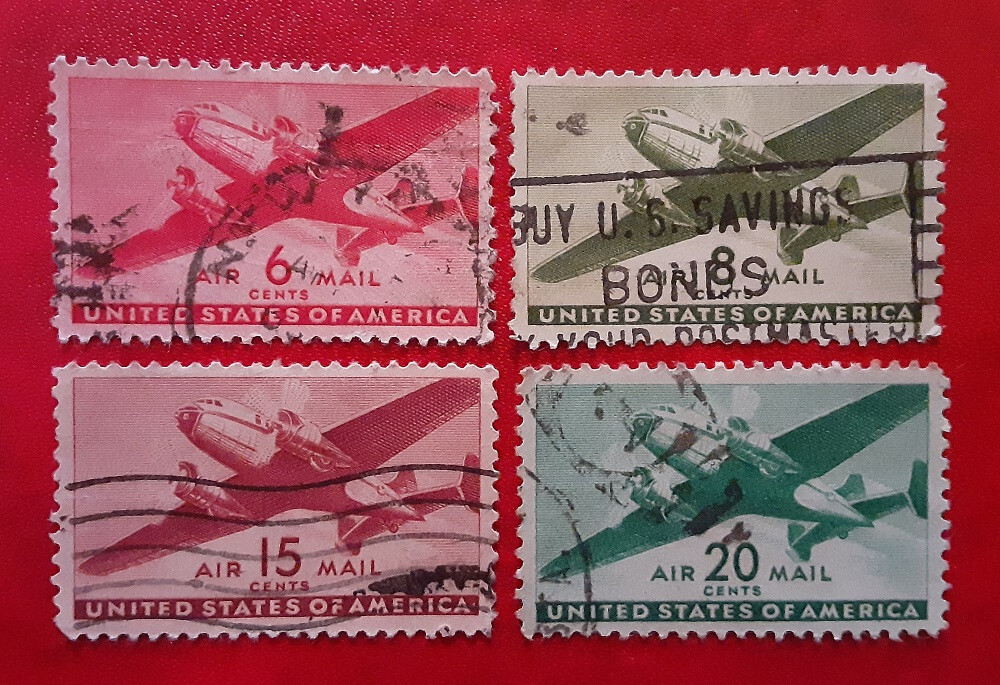 AIR 6 MAIL
CENTS
UNITED STATES OF AMERICA
BUY U. S. SAVINGS
BONDS
AIR 8 MAIL
CENTS
UNITED STATES OF AMERICA
YOUR POSTMASTER
AIR 15 MAIL
CENTS
UNITED STATES OF AMERICA
AIR 20 MAIL
CENTS
UNITED STATES OF AMERICA